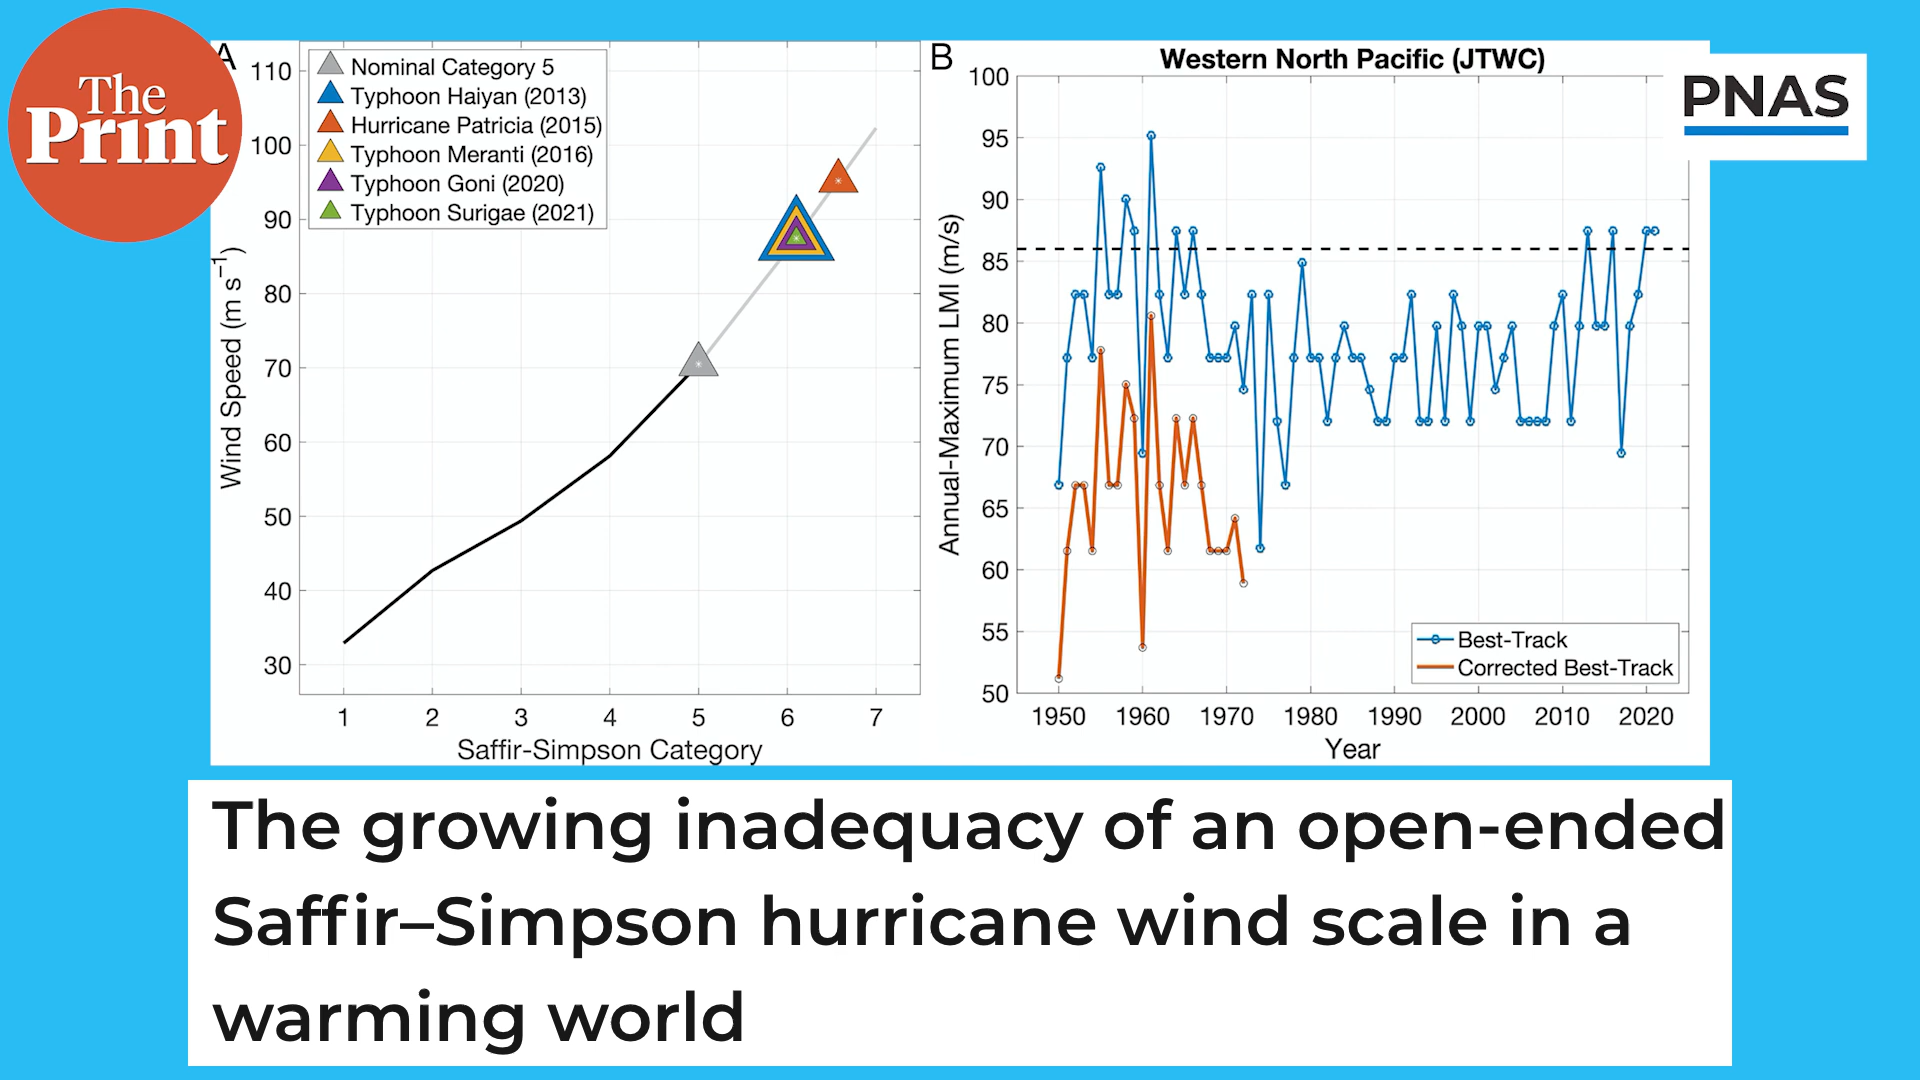 The
Print
A
110
100
90
80
70
60
50
40
30
Wind Speed (m s⁻¹)
Nominal Category 5
Typhoon Haiyan (2013)
Hurricane Patricia (2015)
Typhoon Meranti (2016)
Typhoon Goni (2020)
Typhoon Surigae (2021)
1 2 3 4 5 6 7
Saffir-Simpson Category
B
Western North Pacific (JTWC)
100
95
90
85
80
75
70
65
60
55
50
Annual-Maximum LMI (m/s)
Best-Track
Corrected Best-Track
1950 1960 1970 1980 1990 2000 2010 2020
Year
PNAS
The growing inadequacy of an open-ended
Saffir–Simpson hurricane wind scale in a
warming world